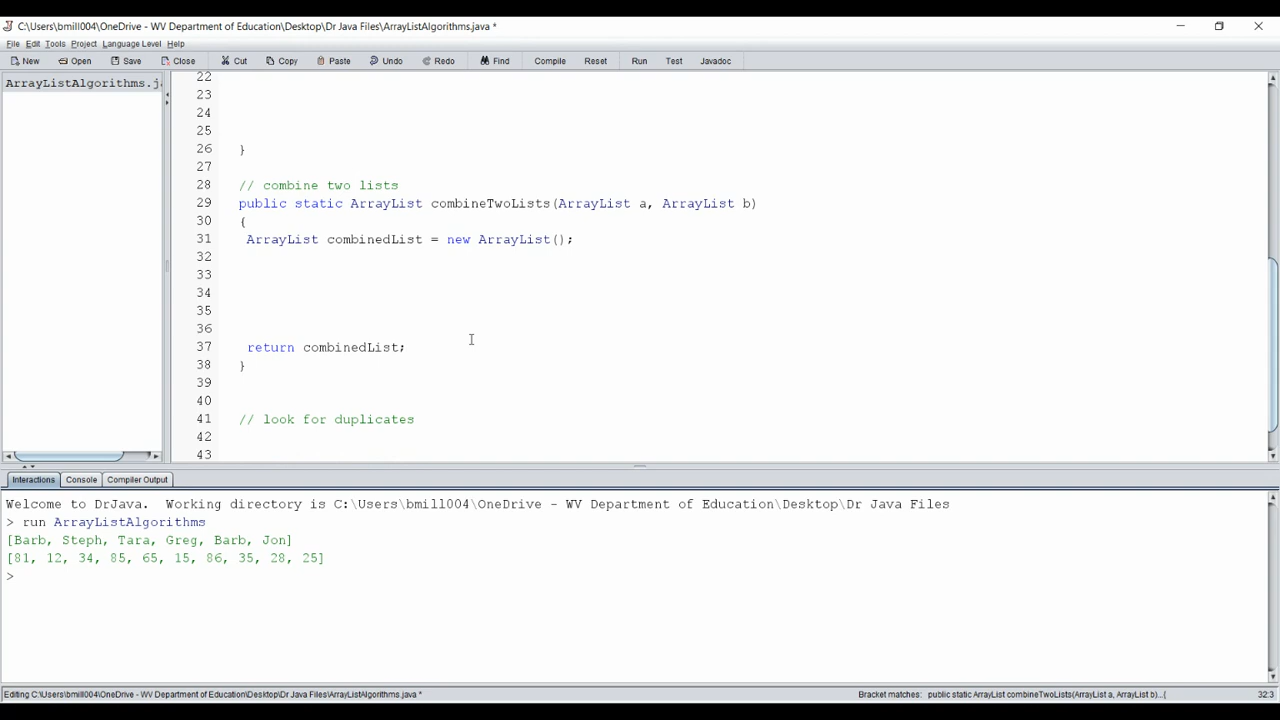 C:\Users\bmill004\OneDrive - WV Department of Education\Desktop\Dr Java Files\ArrayListAlgorithms.java *
File Edit Tools Project Language Level Help
New Open Save Close Cut Copy Paste Undo Redo Find Compile Reset Run Test Javadoc
ArrayListAlgorithms.j
22
23
24
25
26 }
27
28 // combine two lists
29 public static ArrayList combineTwoLists(ArrayList a, ArrayList b)
30 {
31 ArrayList combinedList = new ArrayList();
32
33
34
35
36
37 return combinedList;
38 }
39
40
41 // look for duplicates
42
43
Interactions Console Compiler Output
Welcome to DrJava. Working directory is C:\Users\bmill004\OneDrive - WV Department of Education\Desktop\Dr Java Files
> run ArrayListAlgorithms
[Barb, Steph, Tara, Greg, Barb, Jon]
[81, 12, 34, 85, 65, 15, 86, 35, 28, 25]
>
Editing C:\Users\bmill004\OneDrive - WV Department of Education\Desktop\Dr Java Files\ArrayListAlgorithms.java * Bracket matches: public static ArrayList combineTwoLists(ArrayList a, ArrayList b)...{ 32:3